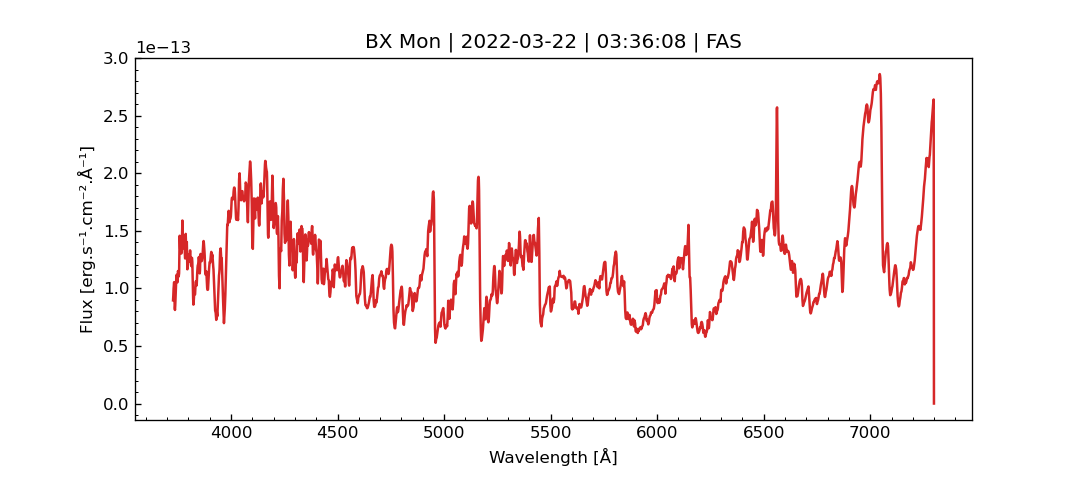 BX Mon | 2022-03-22 | 03:36:08 | FAS
1e−13
3.0
2.5
2.0
1.5
1.0
0.5
0.0
Flux [erg.s⁻¹.cm⁻².Å⁻¹]
4000 4500 5000 5500 6000 6500 7000
Wavelength [Å]